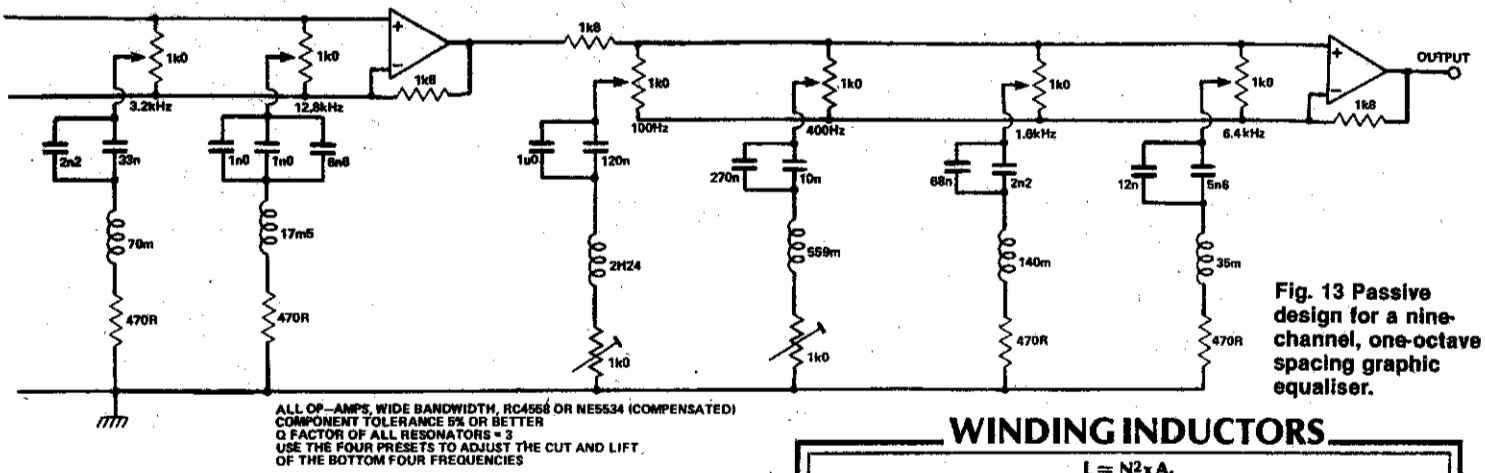 1k8
1k0
1k0
1k8
3.2kHz
12.8kHz
1k0
1k0
1k0
1k0
OUTPUT
1k8
100Hz
400Hz
1.6kHz
6.4kHz
2n2
33n
1n0
1n0
6n8
1u0
120n
270n
10n
68n
2n2
12n
5n6
70m
17m5
2H24
559m
140m
35m
470R
470R
1k0
1k0
470R
470R
Fig. 13 Passive
design for a nine-
channel, one-octave
spacing graphic
equaliser.
ALL OP-AMPS, WIDE BANDWIDTH, RC4558 OR NE5534 (COMPENSATED)
COMPONENT TOLERANCE 5% OR BETTER
Q FACTOR OF ALL RESONATORS = 3
USE THE FOUR PRESETS TO ADJUST THE CUT AND LIFT
OF THE BOTTOM FOUR FREQUENCIES
WINDING INDUCTORS